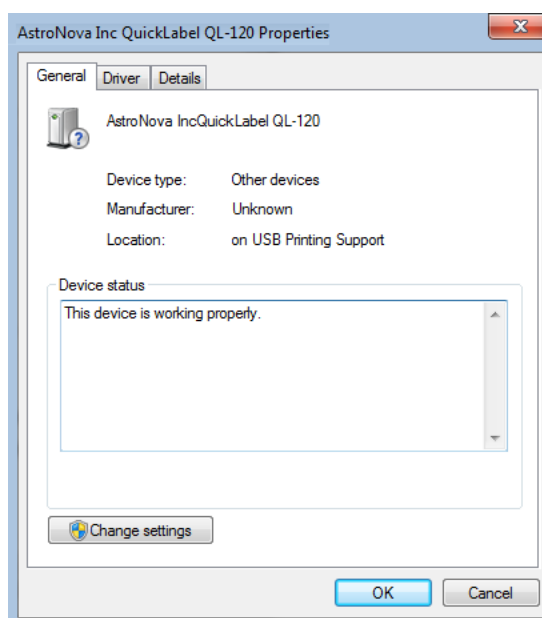 AstroNova Inc QuickLabel QL-120 Properties
General Driver Details
AstroNova IncQuickLabel QL-120
Device type: Other devices
Manufacturer: Unknown
Location: on USB Printing Support
Device status
This device is working properly.
Change settings
OK Cancel